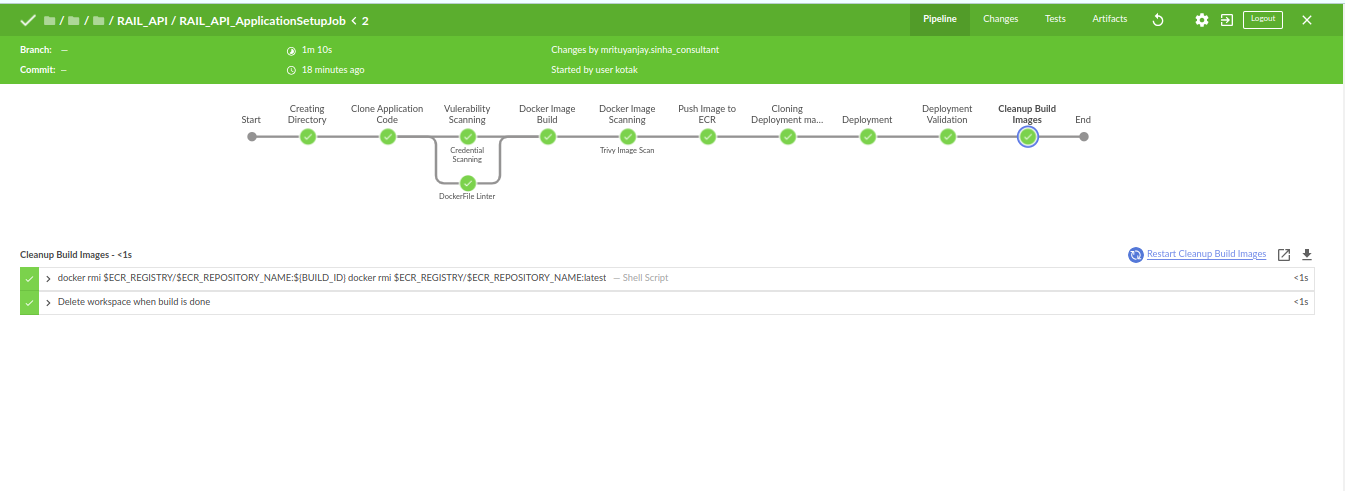 / / / RAIL_API / RAIL_API_ApplicationSetupJob < 2
Pipeline Changes Tests Artifacts Logout
Branch: —
1m 10s
Changes by mrityunjay.sinha_consultant
Commit: —
18 minutes ago
Started by user kotak
Start
Creating
Directory
Clone Application
Code
Vulerability
Scanning
Docker Image
Build
Docker Image
Scanning
Push Image to
ECR
Cloning
Deployment ma...
Deployment
Deployment
Validation
Cleanup Build
Images
End
Credential
Scanning
Trivy Image Scan
DockerFile Linter
Cleanup Build Images - <1s
Restart Cleanup Build Images
docker rmi $ECR_REGISTRY/$ECR_REPOSITORY_NAME:${BUILD_ID} docker rmi $ECR_REGISTRY/$ECR_REPOSITORY_NAME:latest — Shell Script <1s
Delete workspace when build is done <1s